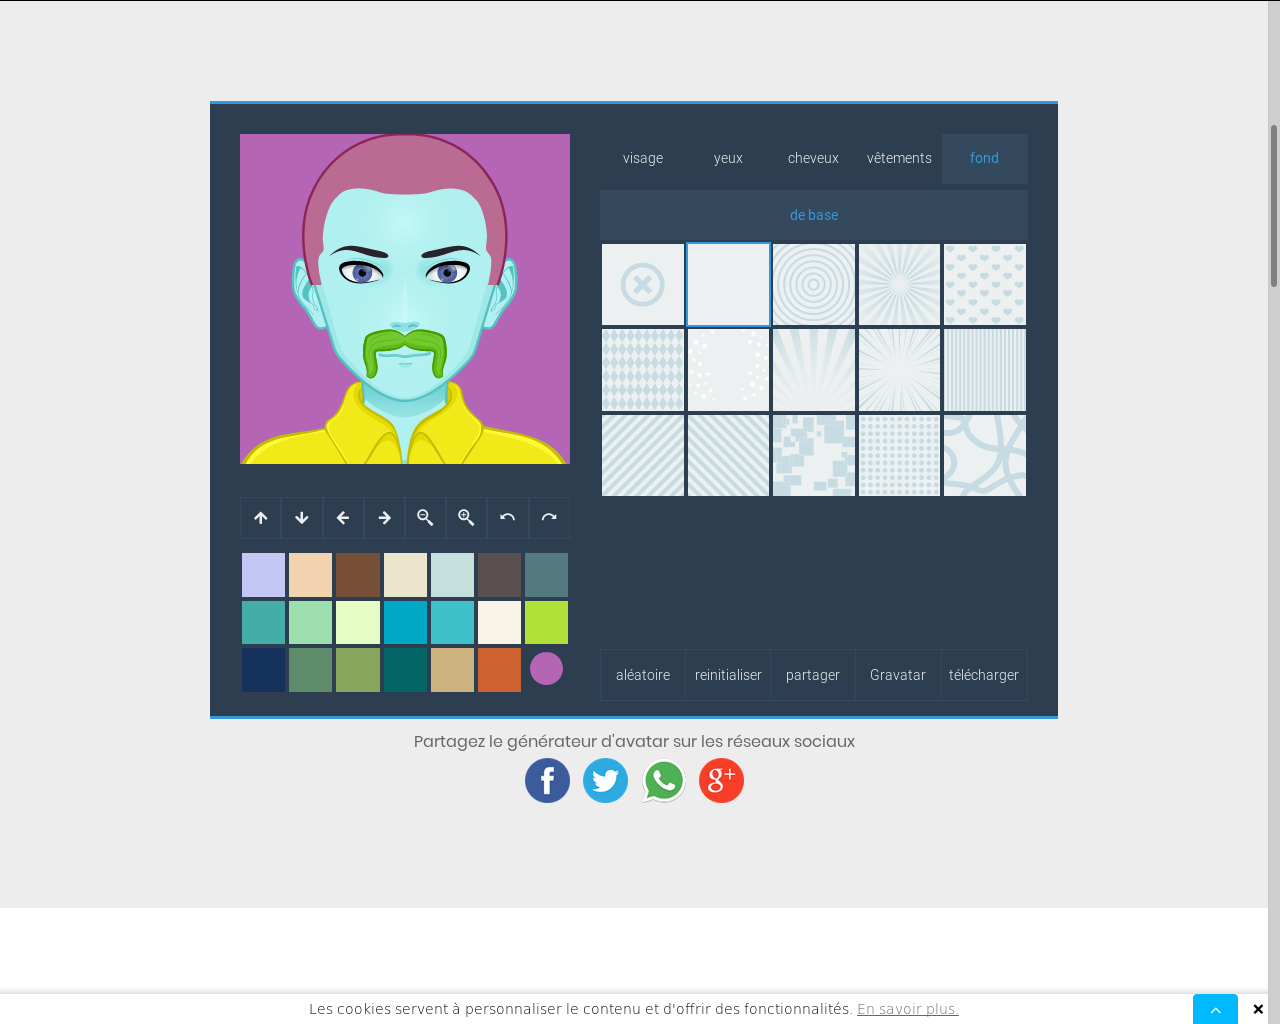 visage yeux cheveux vêtements fond
de base
aléatoire reinitialiser partager Gravatar télécharger
Partagez le générateur d'avatar sur les réseaux sociaux
Les cookies servent à personnaliser le contenu et d'offrir des fonctionnalités. En savoir plus.